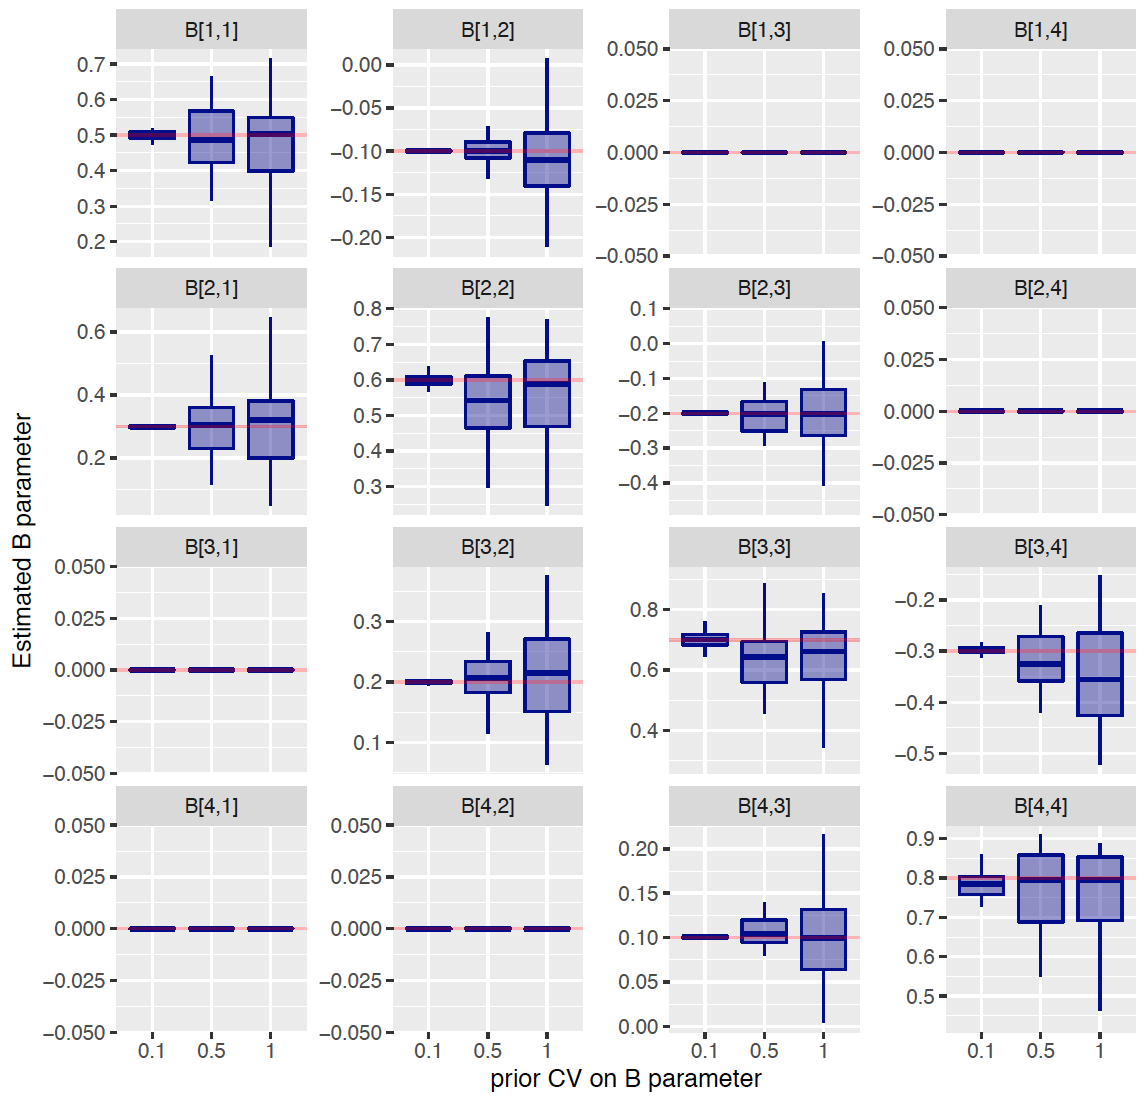 B[1,1] B[1,2] B[1,3] B[1,4]
0.7 0.6 0.5 0.4 0.3 0.2
0.00 −0.05 −0.10 −0.15 −0.20
0.050 0.025 0.000 −0.025 −0.050
0.050 0.025 0.000 −0.025 −0.050
B[2,1] B[2,2] B[2,3] B[2,4]
0.6 0.4 0.2
0.8 0.7 0.6 0.5 0.4 0.3
0.1 0.0 −0.1 −0.2 −0.3 −0.4
0.050 0.025 0.000 −0.025 −0.050
Estimated B parameter
B[3,1] B[3,2] B[3,3] B[3,4]
0.050 0.025 0.000 −0.025 −0.050
0.3 0.2 0.1
0.8 0.6 0.4
−0.2 −0.3 −0.4 −0.5
B[4,1] B[4,2] B[4,3] B[4,4]
0.050 0.025 0.000 −0.025 −0.050
0.050 0.025 0.000 −0.025 −0.050
0.20 0.15 0.10 0.05 0.00
0.9 0.8 0.7 0.6 0.5
0.1 0.5 1 0.1 0.5 1 0.1 0.5 1 0.1 0.5 1
prior CV on B parameter